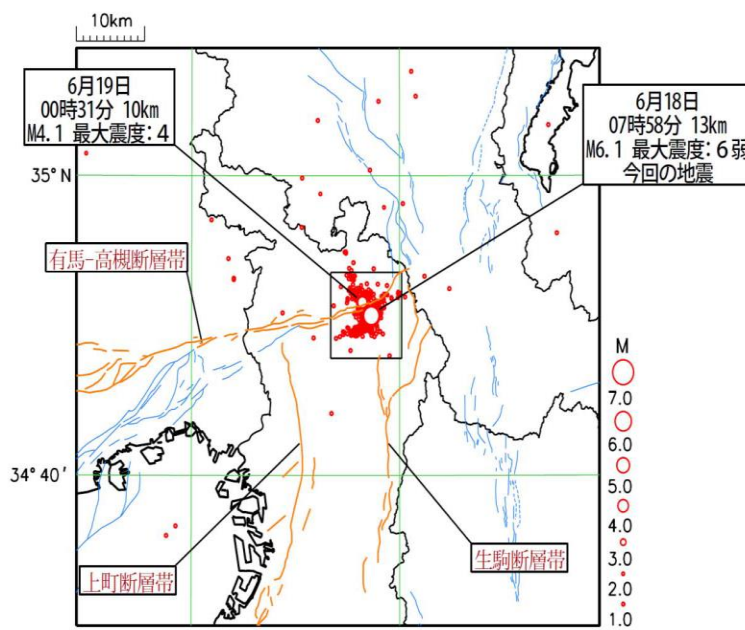 10km
6月19日
00時31分 10km
M4.1 最大震度:4
6月18日
07時58分 13km
M6.1 最大震度:6弱
今回の地震
35°N
有馬−高槻断層帯
34°40'
上町断層帯
生駒断層帯
M
7.0
6.0
5.0
4.0
3.0
2.0
1.0